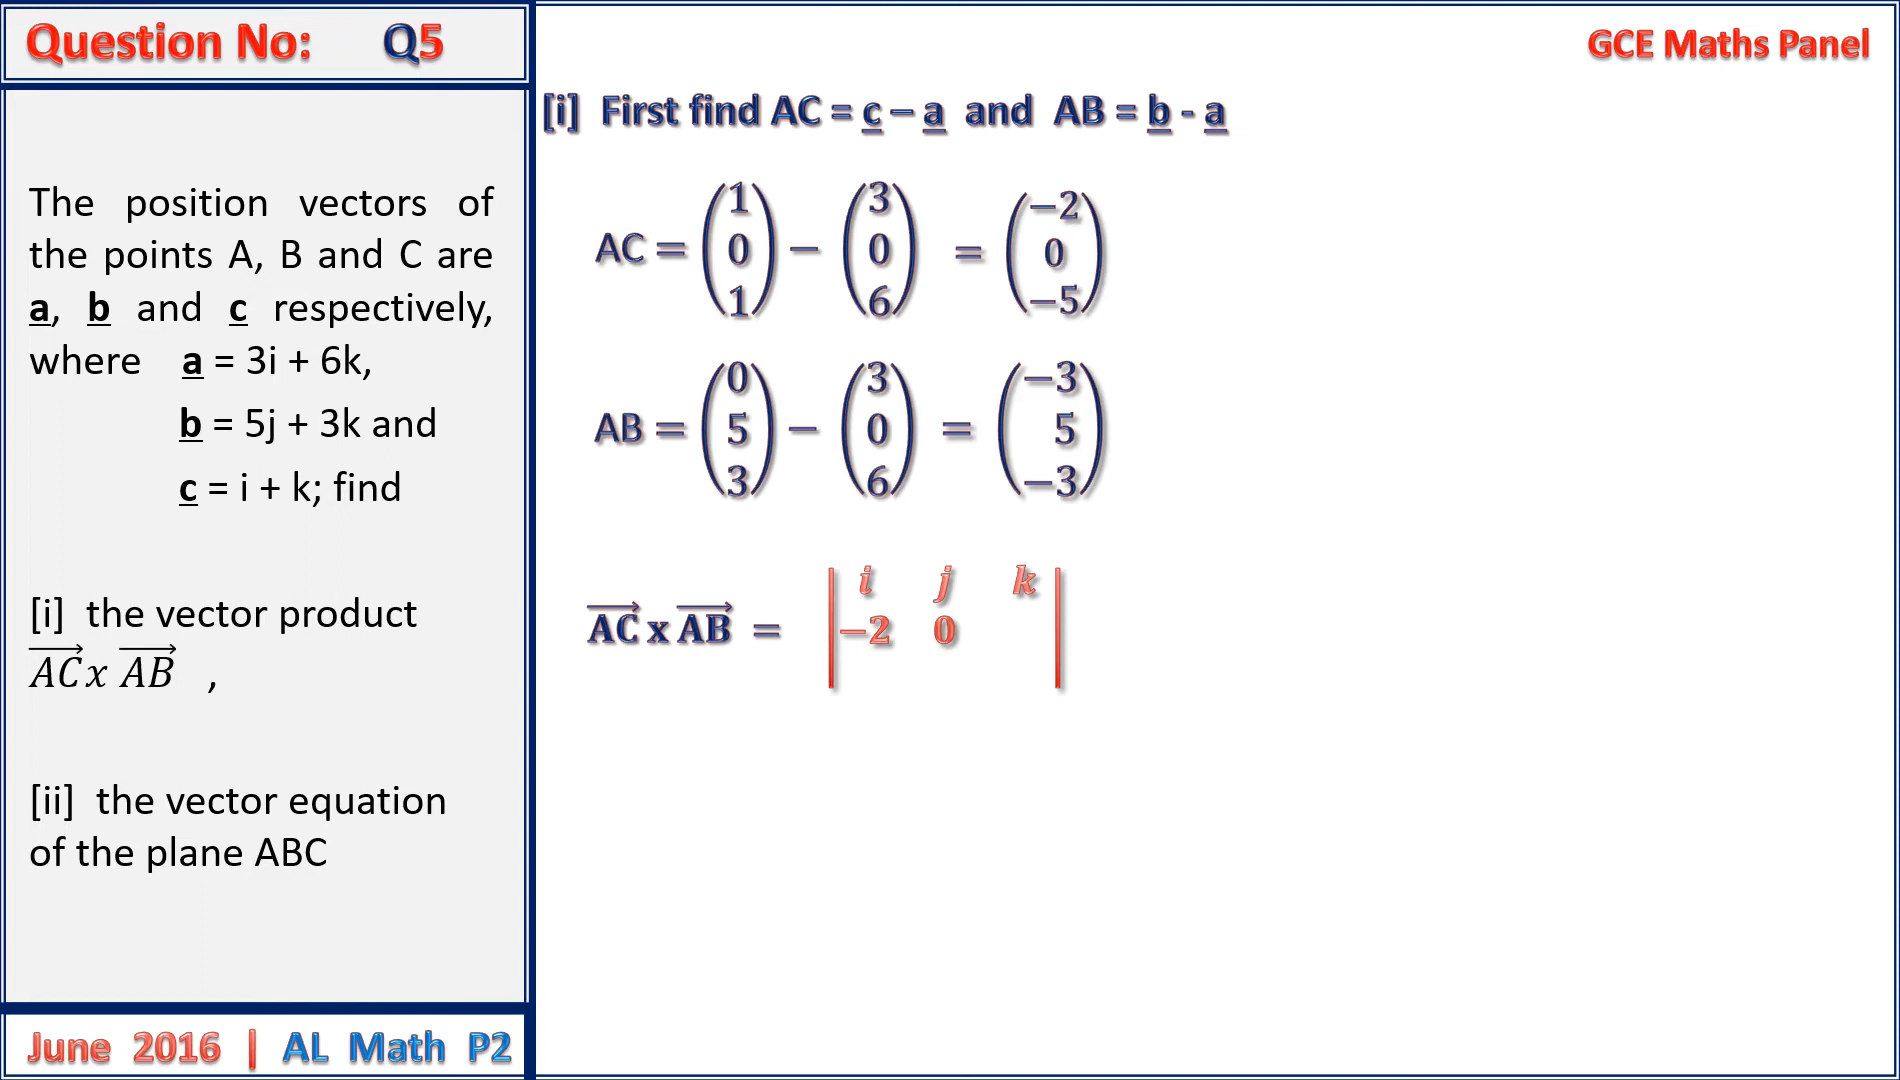 Question No: Q5
GCE Maths Panel
The position vectors of
the points A, B and C are
a, b and c respectively,
where a = 3i + 6k,
b = 5j + 3k and
c = i + k; find
[i] the vector product
AC x AB ,
[ii] the vector equation
of the plane ABC
June 2016 | AL Math P2
[i] First find AC = c – a and AB = b - a
1 3 −2
AC = 0 − 0 = 0
1 6 −5
0 3 −3
AB = 5 − 0 = 5
3 6 −3
i j k
AC x AB = −2 0